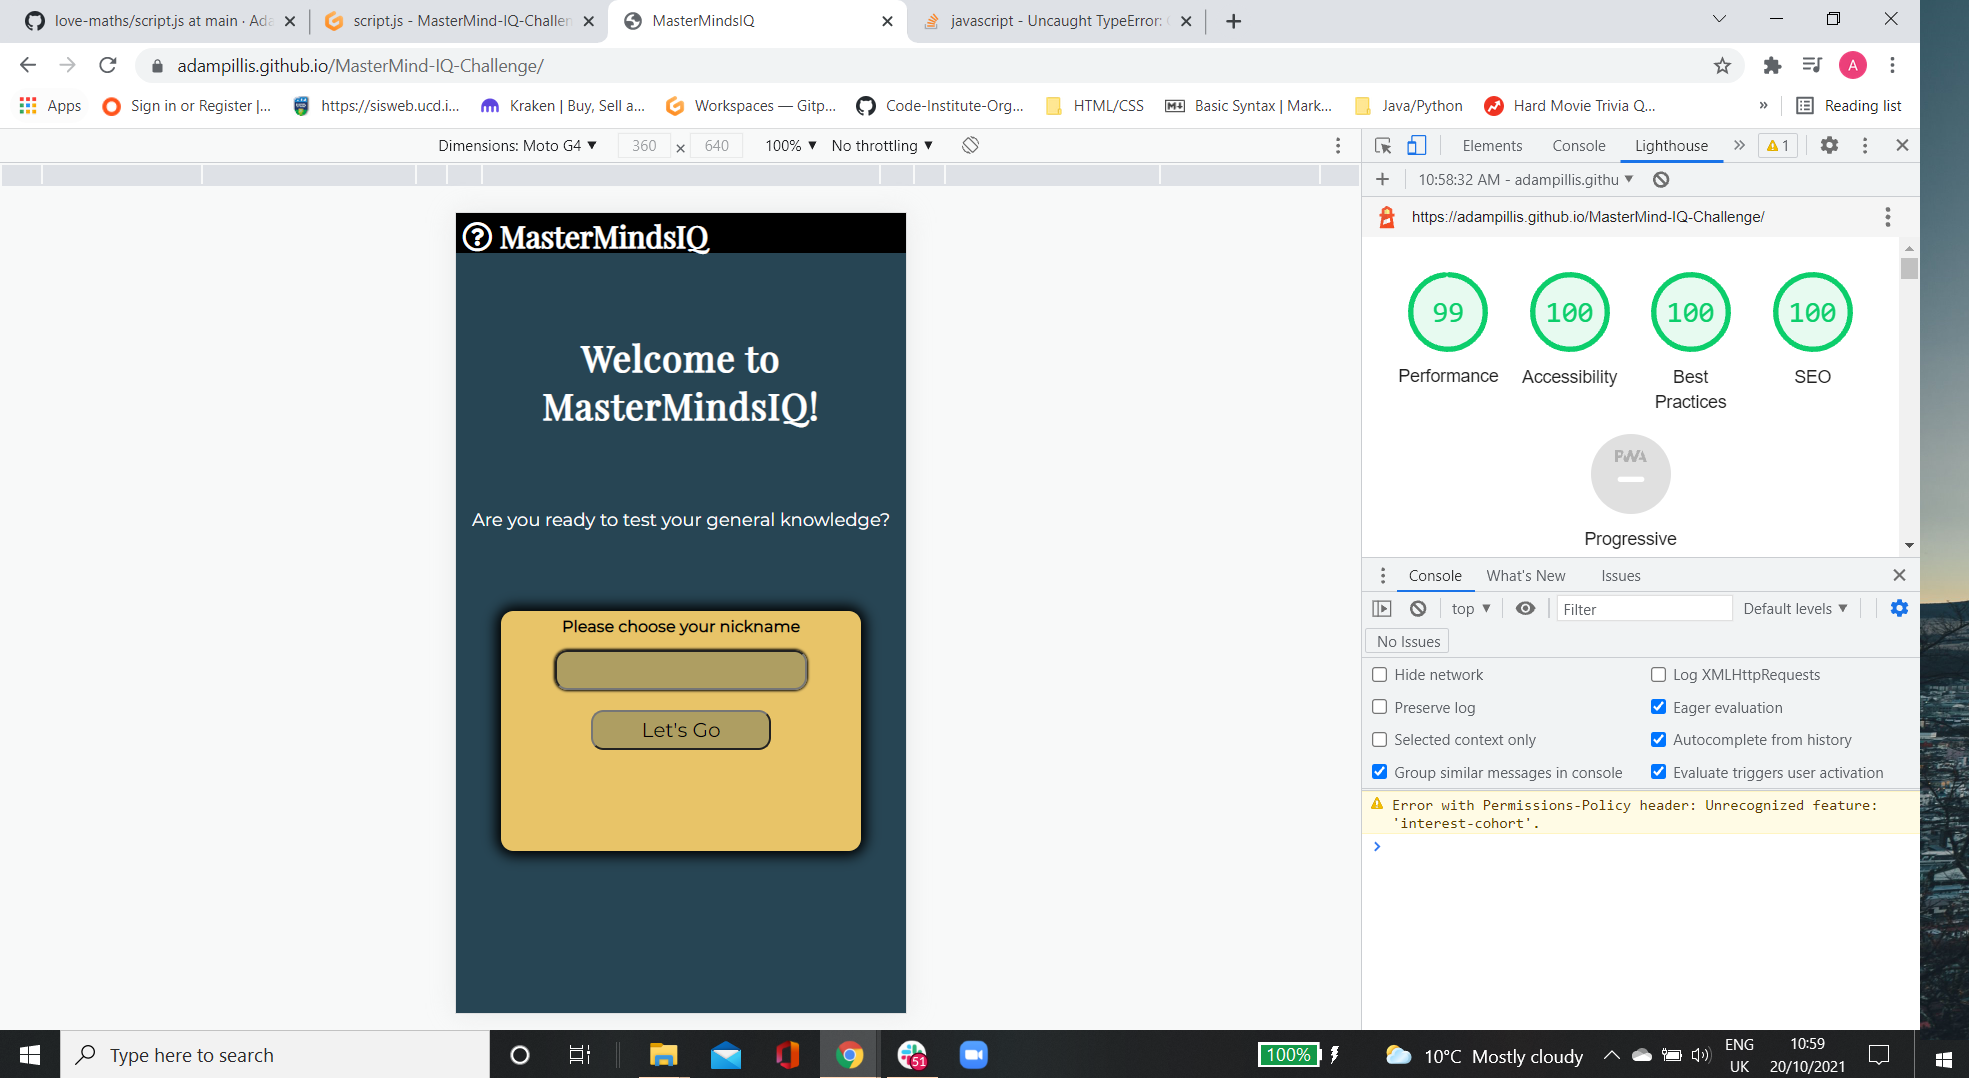 love-maths/script.js at main · Ada
script.js - MasterMind-IQ-Challen
MasterMindsIQ
javascript - Uncaught TypeError:
adampillis.github.io/MasterMind-IQ-Challenge/
A
Apps
Sign in or Register |...
https://sisweb.ucd.i...
Kraken | Buy, Sell a...
Workspaces — Gitp...
Code-Institute-Org...
HTML/CSS
Basic Syntax | Mark...
Java/Python
Hard Movie Trivia Q...
»
Reading list
Dimensions: Moto G4
360
×
640
100%
No throttling
Elements
Console
Lighthouse
»
1
10:58:32 AM - adampillis.githu
https://adampillis.github.io/MasterMind-IQ-Challenge/
MasterMindsIQ
Welcome to
MasterMindsIQ!
Are you ready to test your general knowledge?
Please choose your nickname
Let's Go
99
100
100
100
Performance
Accessibility
Best
Practices
SEO
PWA
Progressive
Console
What's New
Issues
top
Filter
Default levels
No Issues
Hide network
Log XMLHttpRequests
Preserve log
Eager evaluation
Selected context only
Autocomplete from history
Group similar messages in console
Evaluate triggers user activation
Error with Permissions-Policy header: Unrecognized feature:
'interest-cohort'.
Type here to search
51
100%
10°C Mostly cloudy
ENG
UK
10:59
20/10/2021